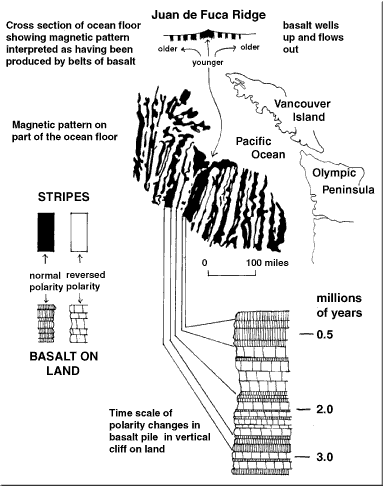 Juan de Fuca Ridge
Cross section of ocean floor
showing magnetic pattern
interpreted as having been
produced by belts of basalt
basalt wells
up and flows
out
older
older
younger
Magnetic pattern on
part of the ocean floor
Vancouver
Island
Pacific
Ocean
Olympic
Peninsula
STRIPES
normal
polarity
reversed
polarity
BASALT ON
LAND
0 100 miles
millions
of years
0.5
2.0
3.0
Time scale of
polarity changes in
basalt pile in vertical
cliff on land